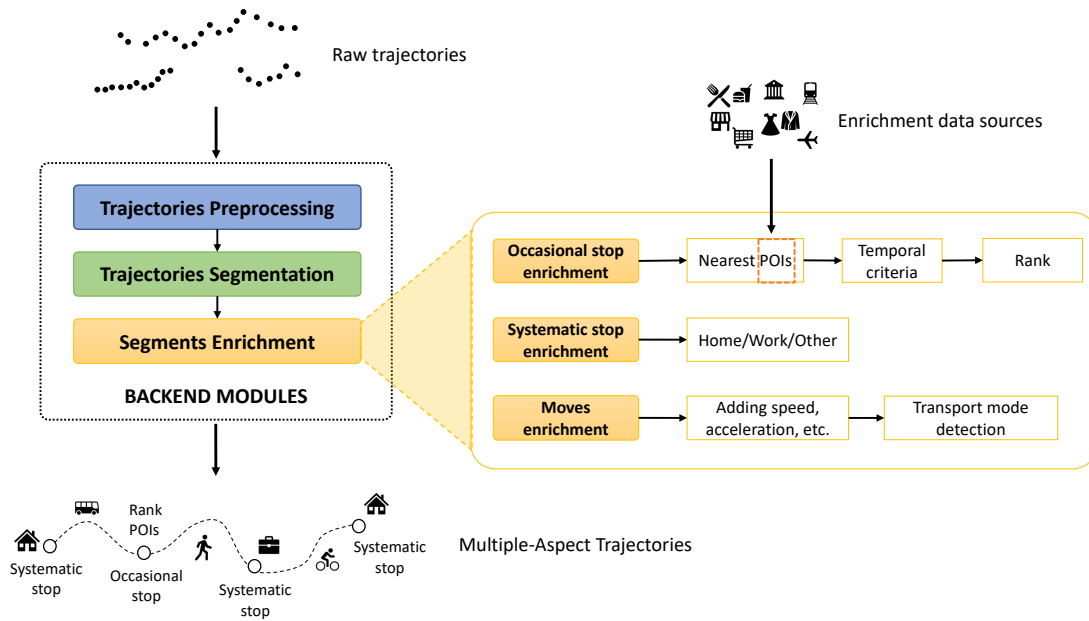 Raw trajectories
Enrichment data sources
Trajectories Preprocessing
Trajectories Segmentation
Segments Enrichment
BACKEND MODULES
Occasional stop
enrichment
Nearest POIs
Temporal
criteria
Rank
Systematic stop
enrichment
Home/Work/Other
Moves
enrichment
Adding speed,
acceleration, etc.
Transport mode
detection
Rank
POIs
Systematic
stop
Occasional
stop
Systematic
stop
Systematic
stop
Multiple-Aspect Trajectories